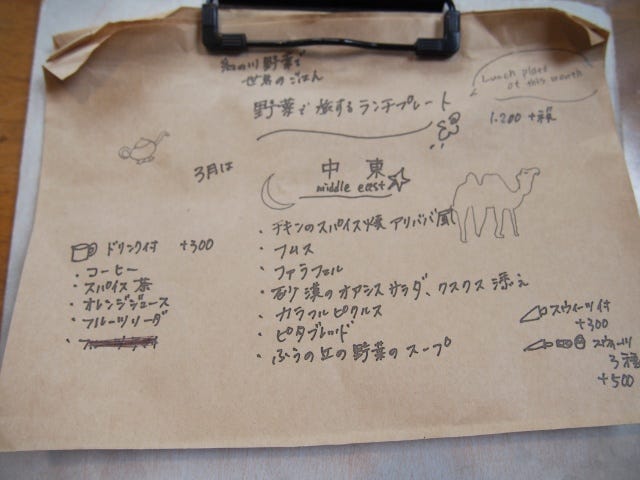 紀の川野菜で
世界のごはん
野菜で旅するランチプレート
Lunch plate
of this month
1.200 +税
3月は
中東
middle east
・チキンのスパイス焼 アリババ風
・フムス
・ファラフェル
・砂漠のオアシスサラダ、クスクス添え
・カラフルピクルス
・ピタブレッド
・ふうの丘の野菜のスープ
ドリンク付 +300
・コーヒー
・スパイス茶
・オレンジジュース
・フルーツソーダ
スウィーツ付
+300
スウィーツ
3種
+500